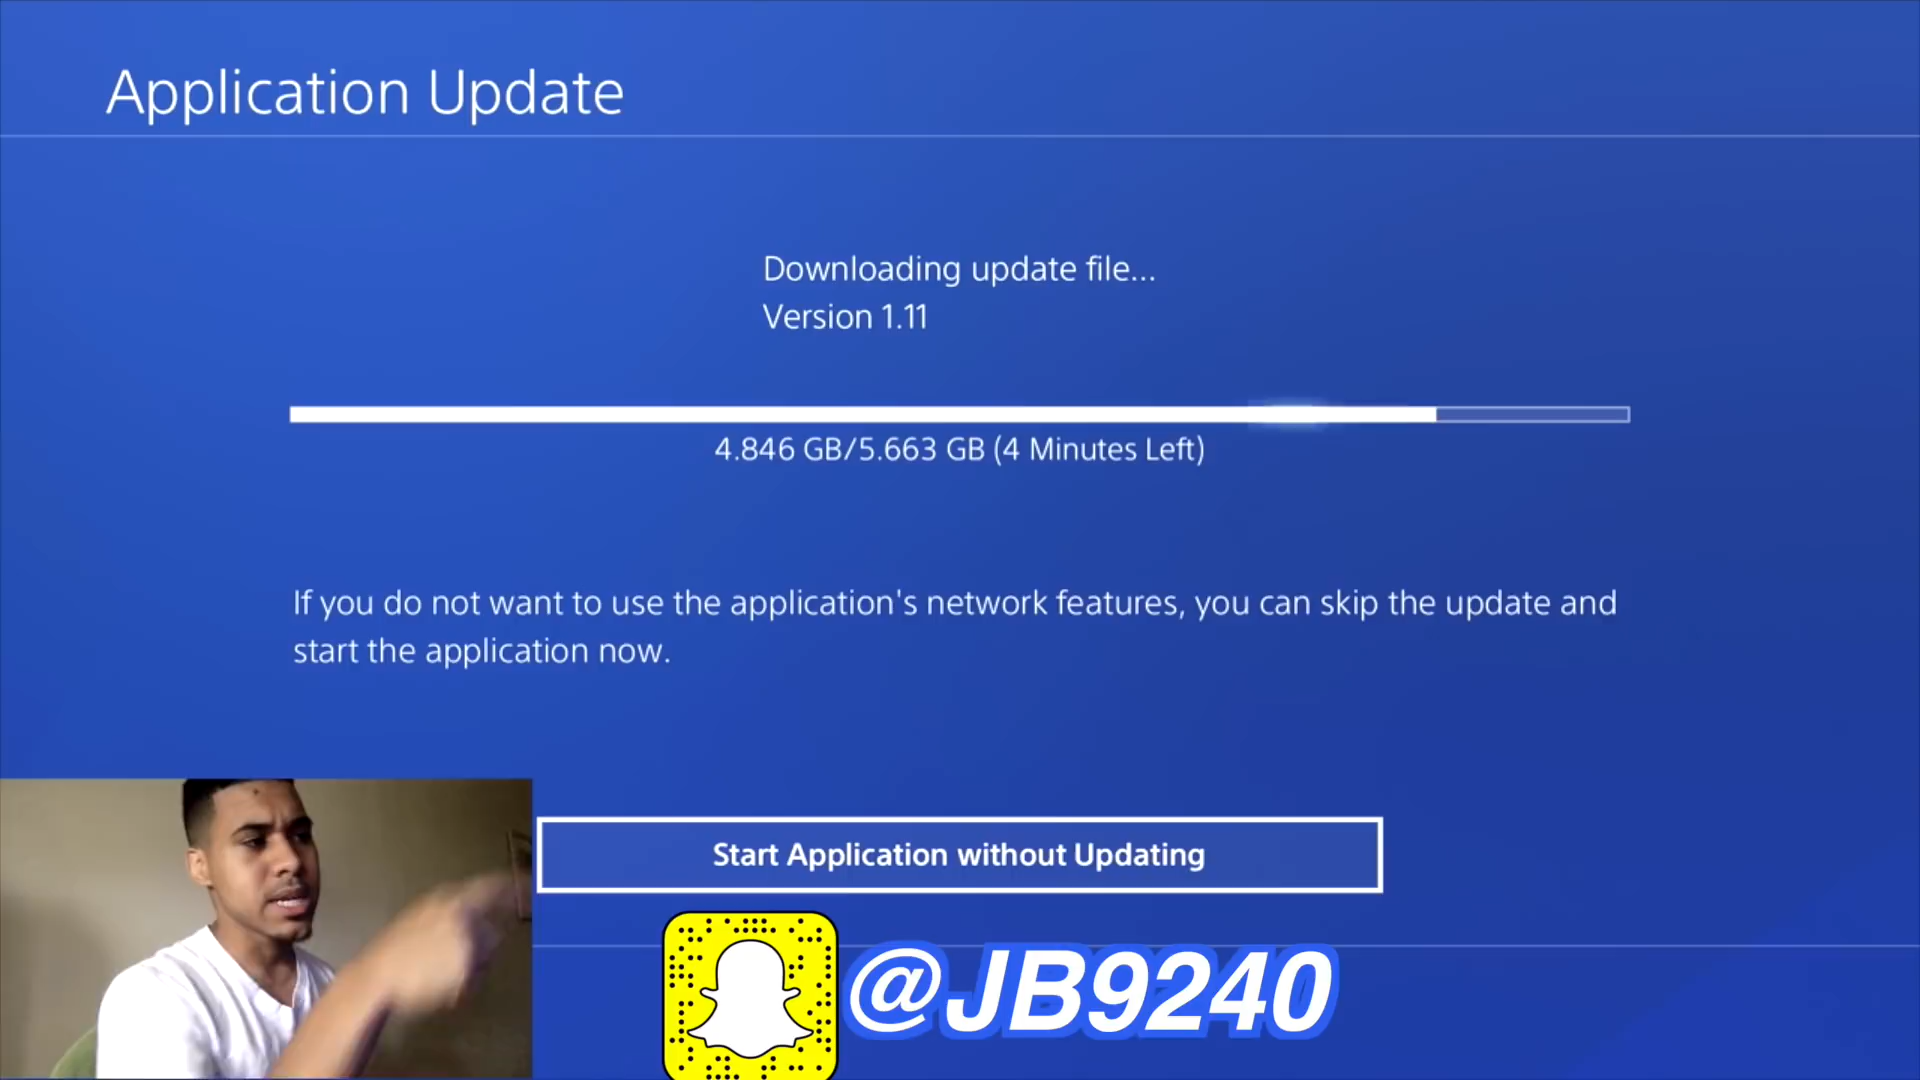 Application Update
Downloading update file...
Version 1.11
4.846 GB/5.663 GB (4 Minutes Left)
If you do not want to use the application's network features, you can skip the update and
start the application now.
Start Application without Updating
@JB9240